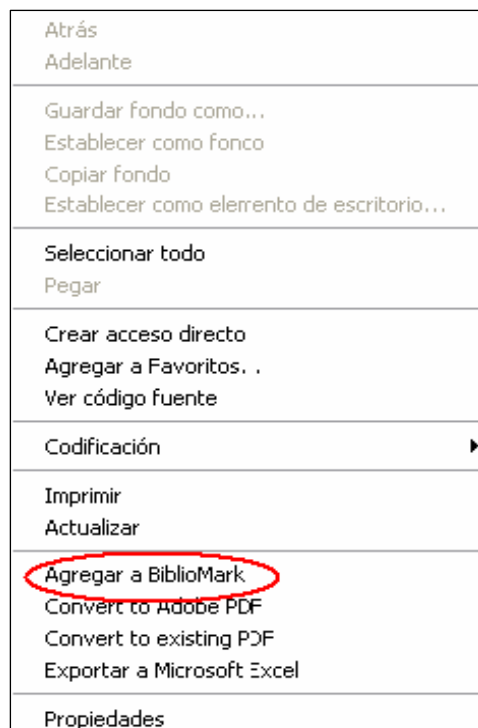 Atrás
Adelante
Guardar fondo como...
Establecer como fonco
Copiar fondo
Establecer como elerrento de escritorio...
Seleccionar todo
Pegar
Crear acceso directo
Agregar a Favoritos. .
Ver código fuente
Codificación
Imprimir
Actualizar
Agregar a BiblioMark
Convert to Adobe PDF
Convert to existing PDF
Exportar a Microsoft Excel
Propiedades